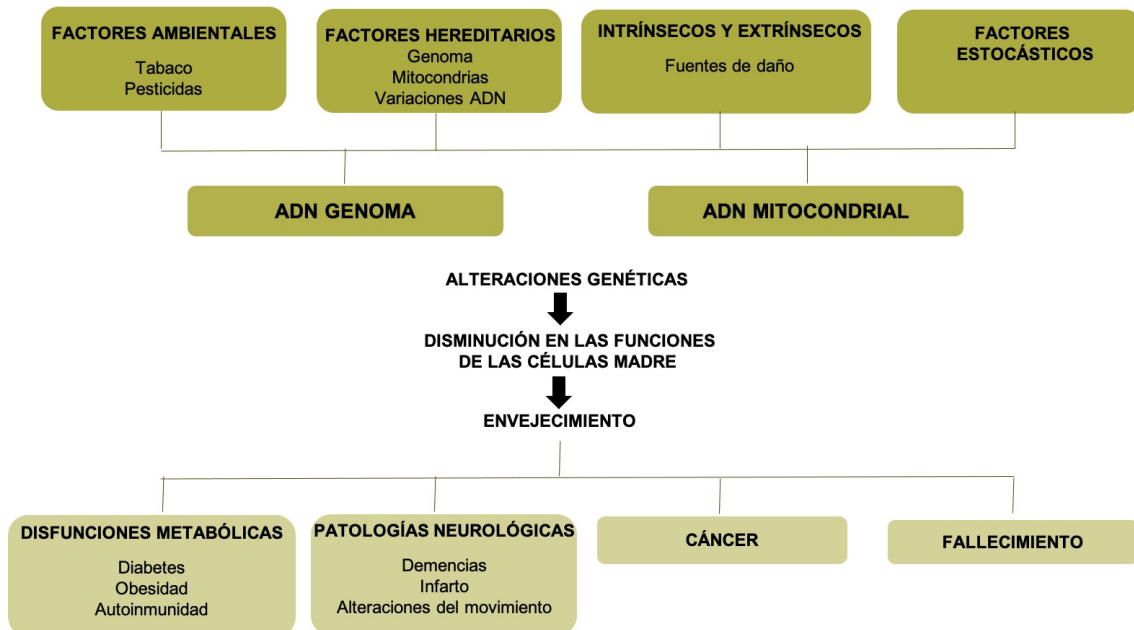 FACTORES AMBIENTALES
Tabaco
Pesticidas
FACTORES HEREDITARIOS
Genoma
Mitocondrias
Variaciones ADN
INTRÍNSECOS Y EXTRÍNSECOS
Fuentes de daño
FACTORES
ESTOCÁSTICOS
ADN GENOMA
ADN MITOCONDRIAL
ALTERACIONES GENÉTICAS
DISMINUCIÓN EN LAS FUNCIONES
DE LAS CÉLULAS MADRE
ENVEJECIMIENTO
DISFUNCIONES METABÓLICAS
Diabetes
Obesidad
Autoinmunidad
PATOLOGÍAS NEUROLÓGICAS
Demencias
Infarto
Alteraciones del movimiento
CÁNCER
FALLECIMIENTO